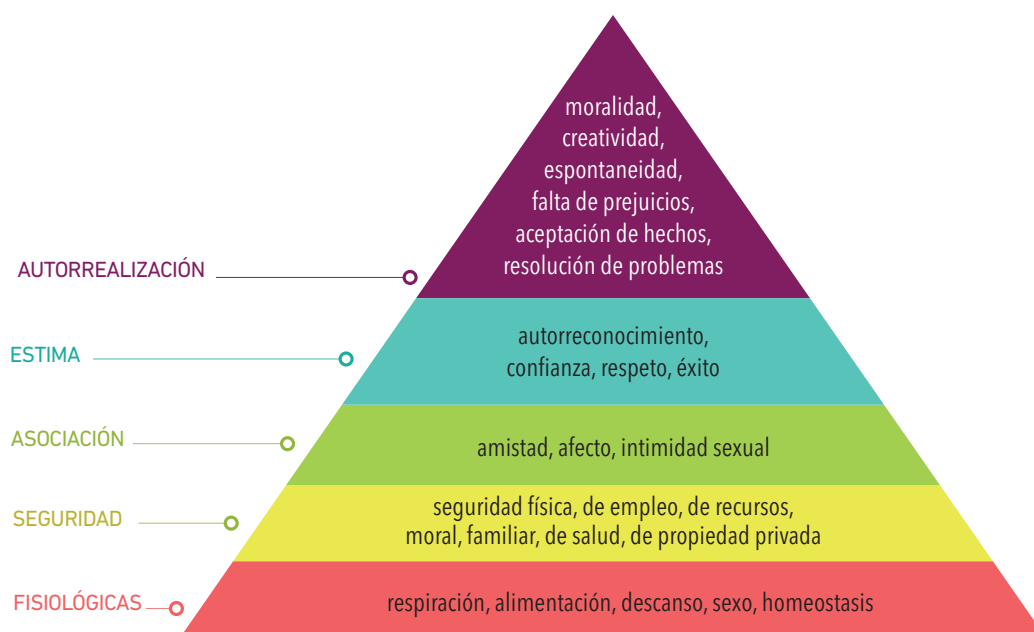 moralidad,
creatividad,
espontaneidad,
falta de prejuicios,
aceptación de hechos,
resolución de problemas
AUTORREALIZACIÓN
autorreconocimiento,
confianza, respeto, éxito
ESTIMA
amistad, afecto, intimidad sexual
ASOCIACIÓN
seguridad física, de empleo, de recursos,
moral, familiar, de salud, de propiedad privada
SEGURIDAD
respiración, alimentación, descanso, sexo, homeostasis
FISIOLÓGICAS